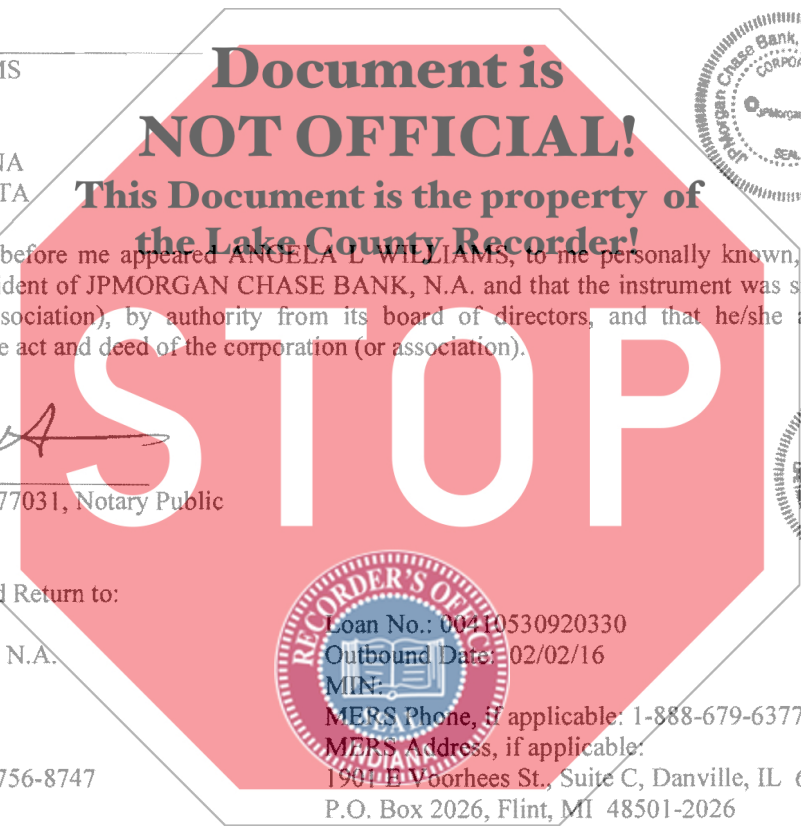 MS
Document is
NOT OFFICIAL!
NA
TA
This Document is the property of
the Lake County Recorder!
JPMorgan Chase Bank,
CORPO
JPMorgan
SEAL
before me appeared ANGELA L WILLIAMS, to me personally known,
dent of JPMORGAN CHASE BANK, N.A. and that the instrument was s
sociation), by authority from its board of directors, and that he/she a
e act and deed of the corporation (or association).
STOP
77031, Notary Public
d Return to:
N.A.
756-8747
RECORDER'S OFFICE
INDIANA
Loan No.: 00410530920330
Outbound Date: 02/02/16
MIN:
MERS Phone, if applicable: 1-888-679-6377
MERS Address, if applicable:
1901 E Voorhees St., Suite C, Danville, IL 6
P.O. Box 2026, Flint, MI 48501-2026